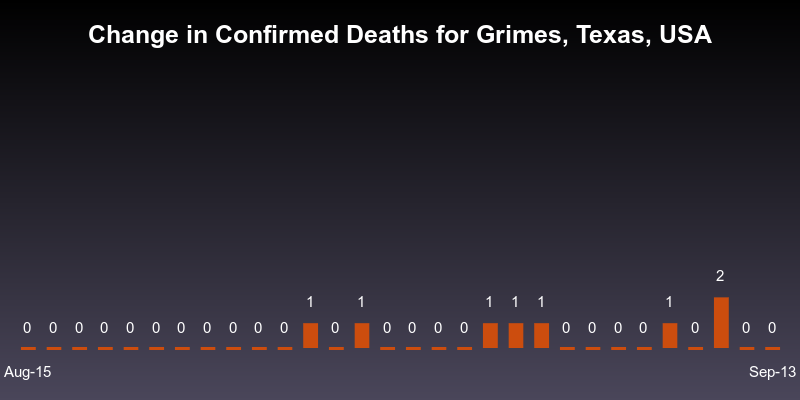 Change in Confirmed Deaths for Grimes, Texas, USA
2
1 1 1 1 1 1
0 0 0 0 0 0 0 0 0 0 0 0 0 0 0 0 0 0 0 0 0 0 0
Aug-15 Sep-13